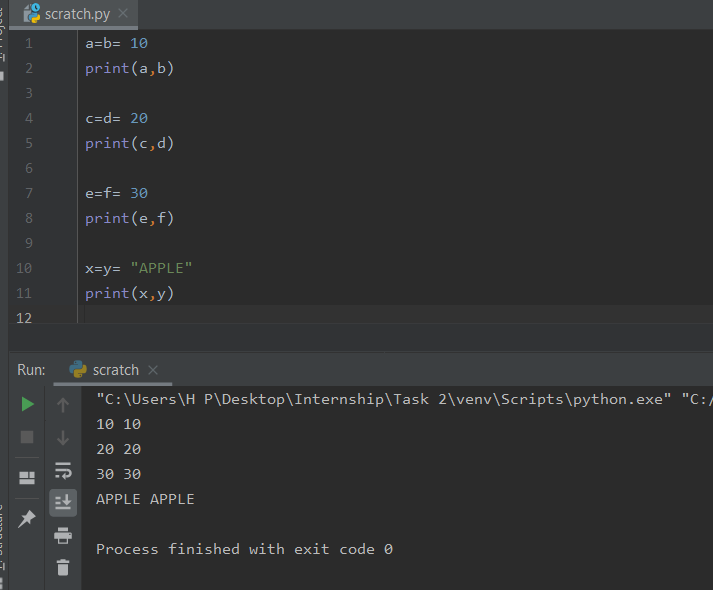 scratch.py
1 a=b= 10
2 print(a,b)
3
4 c=d= 20
5 print(c,d)
6
7 e=f= 30
8 print(e,f)
9
10 x=y= "APPLE"
11 print(x,y)
12
Run: scratch
"C:\Users\H P\Desktop\Internship\Task 2\venv\Scripts\python.exe" "C:/
10 10
20 20
30 30
APPLE APPLE
Process finished with exit code 0